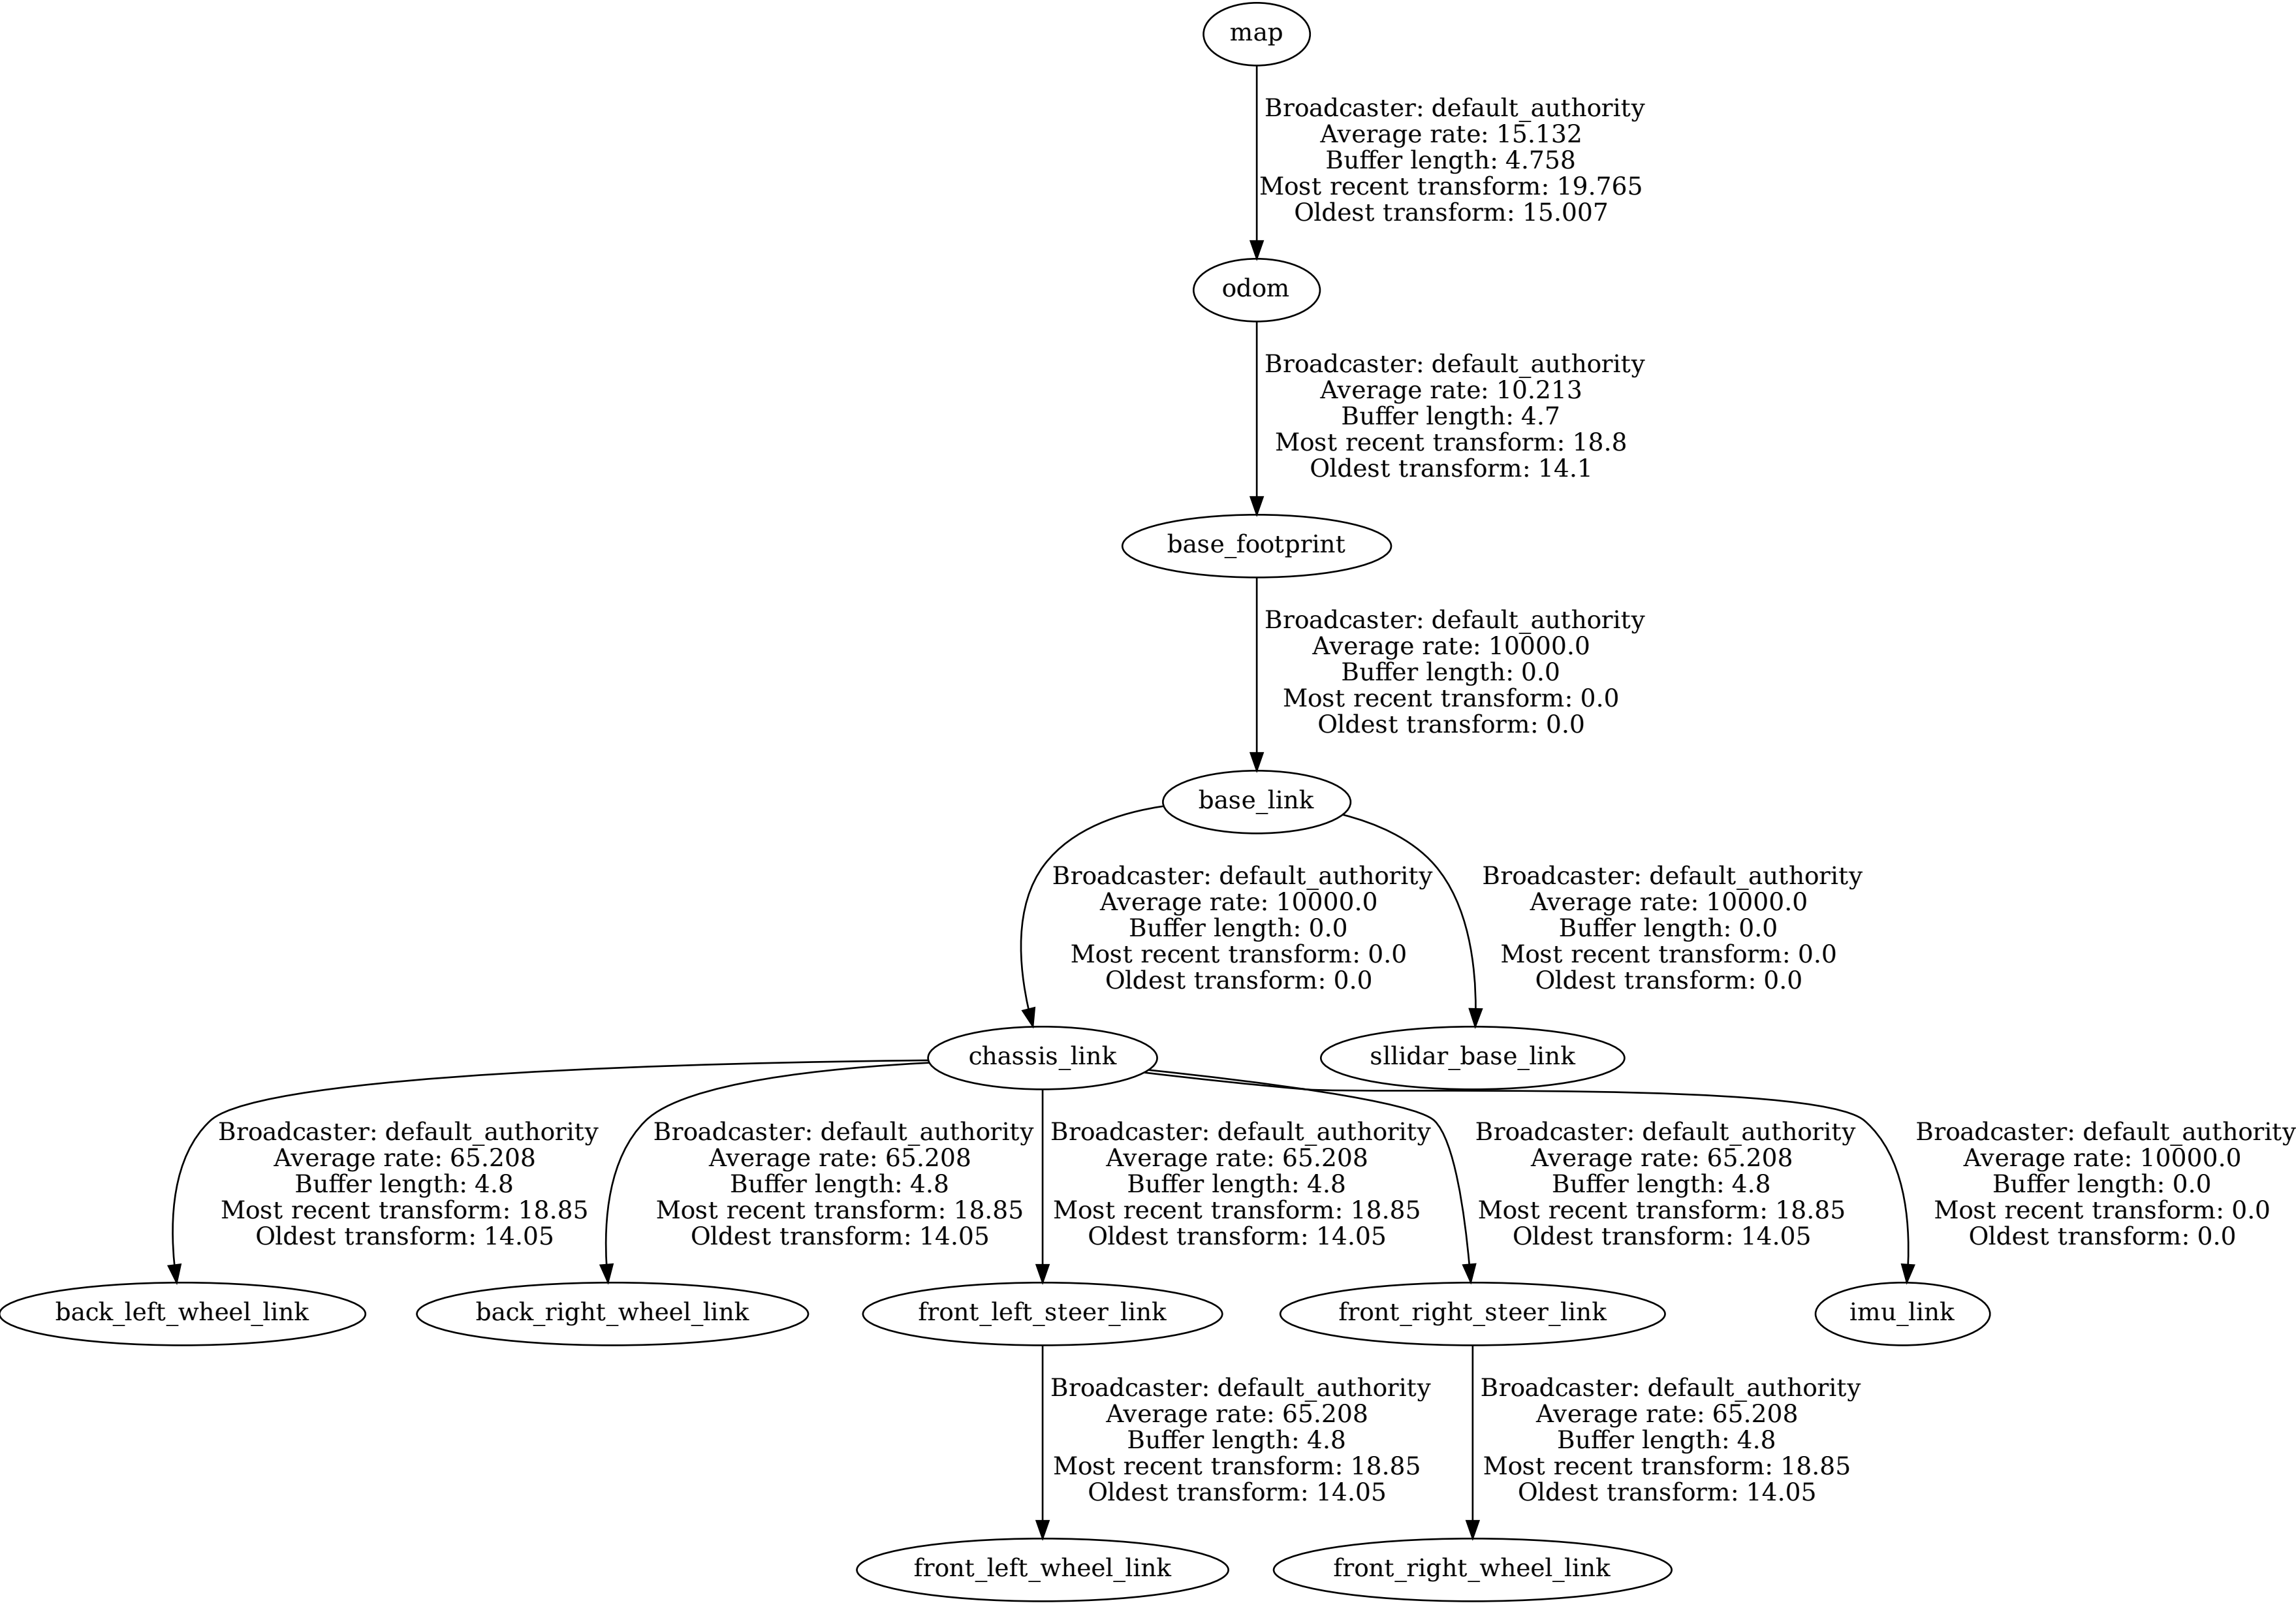 map
Broadcaster: default_authority
Average rate: 15.132
Buffer length: 4.758
Most recent transform: 19.765
Oldest transform: 15.007
odom
Broadcaster: default_authority
Average rate: 10.213
Buffer length: 4.7
Most recent transform: 18.8
Oldest transform: 14.1
base_footprint
Broadcaster: default_authority
Average rate: 10000.0
Buffer length: 0.0
Most recent transform: 0.0
Oldest transform: 0.0
base_link
Broadcaster: default_authority
Average rate: 10000.0
Buffer length: 0.0
Most recent transform: 0.0
Oldest transform: 0.0
Broadcaster: default_authority
Average rate: 10000.0
Buffer length: 0.0
Most recent transform: 0.0
Oldest transform: 0.0
chassis_link
sllidar_base_link
Broadcaster: default_authority
Average rate: 65.208
Buffer length: 4.8
Most recent transform: 18.85
Oldest transform: 14.05
Broadcaster: default_authority
Average rate: 65.208
Buffer length: 4.8
Most recent transform: 18.85
Oldest transform: 14.05
Broadcaster: default_authority
Average rate: 65.208
Buffer length: 4.8
Most recent transform: 18.85
Oldest transform: 14.05
Broadcaster: default_authority
Average rate: 65.208
Buffer length: 4.8
Most recent transform: 18.85
Oldest transform: 14.05
Broadcaster: default_authority
Average rate: 10000.0
Buffer length: 0.0
Most recent transform: 0.0
Oldest transform: 0.0
back_left_wheel_link
back_right_wheel_link
front_left_steer_link
front_right_steer_link
imu_link
Broadcaster: default_authority
Average rate: 65.208
Buffer length: 4.8
Most recent transform: 18.85
Oldest transform: 14.05
Broadcaster: default_authority
Average rate: 65.208
Buffer length: 4.8
Most recent transform: 18.85
Oldest transform: 14.05
front_left_wheel_link
front_right_wheel_link